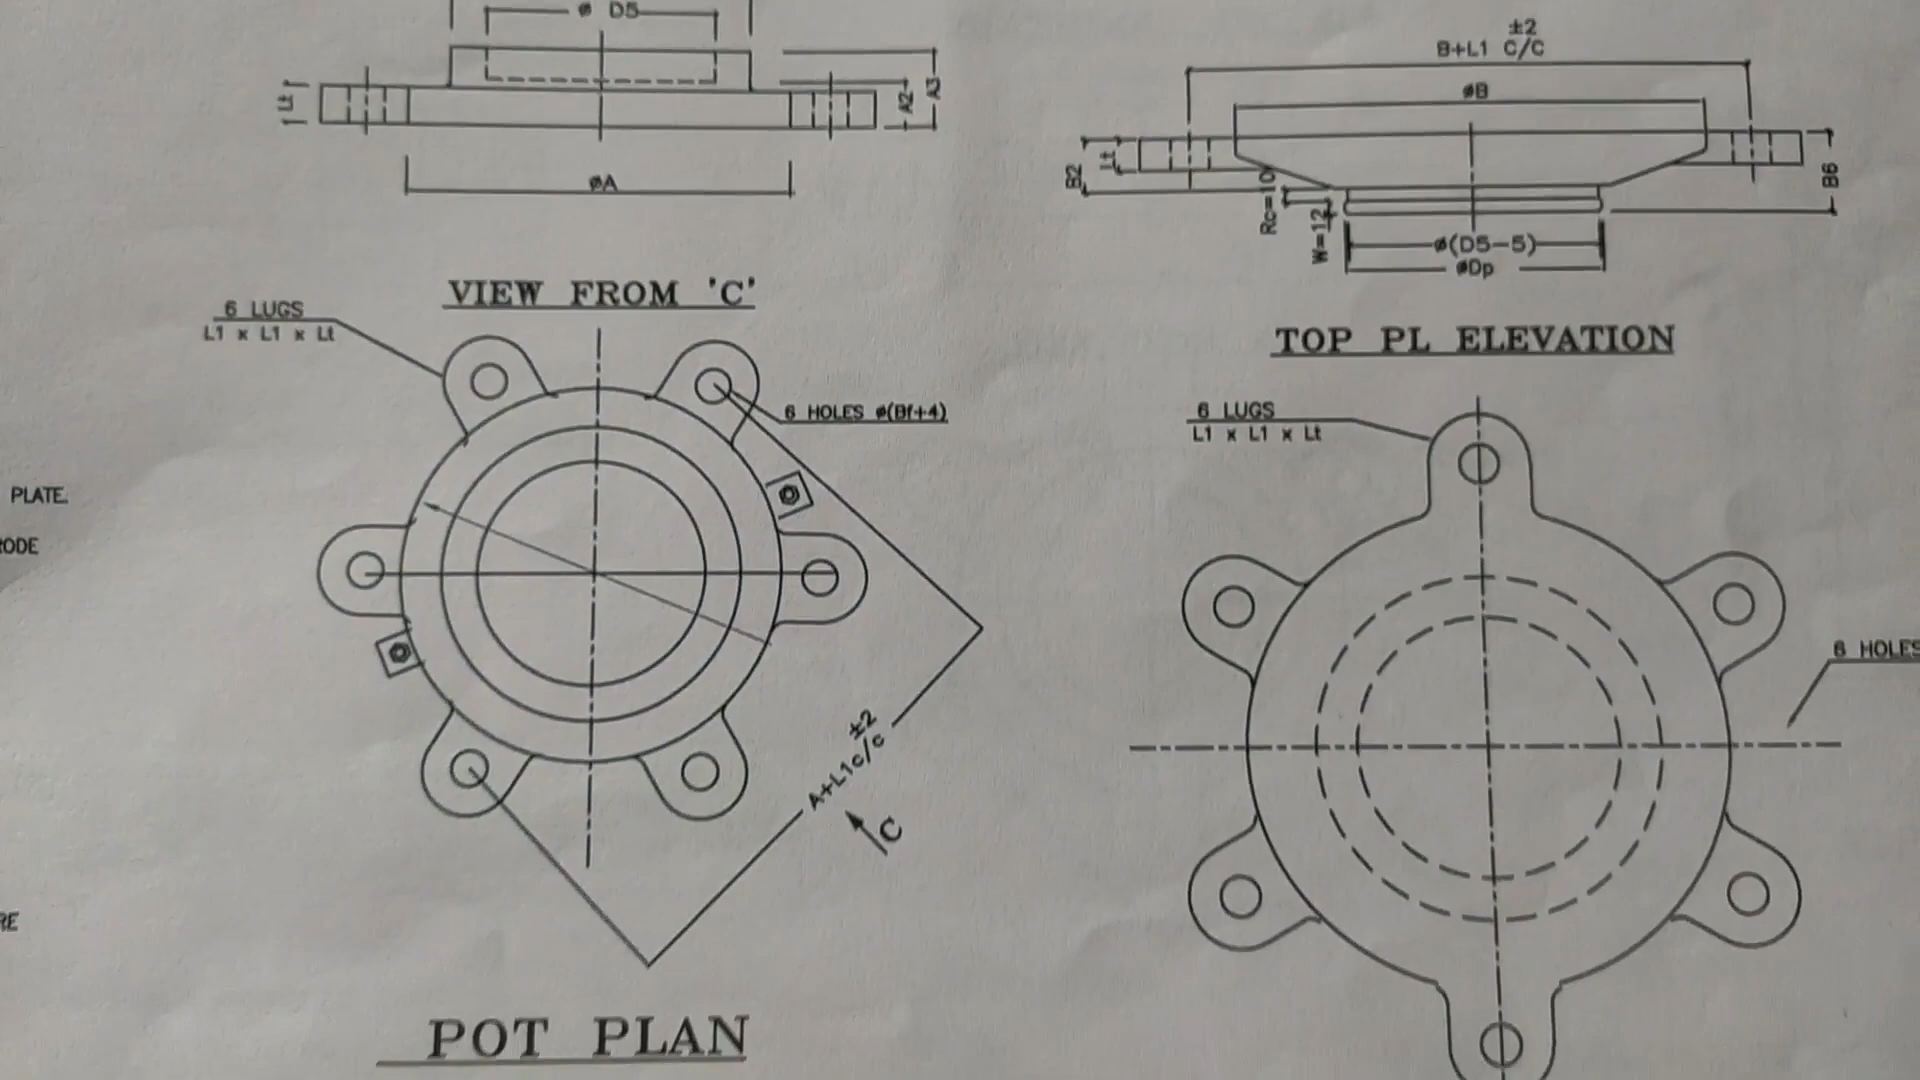 ø D5
Lt
A2
A3
øA
VIEW FROM 'C'
6 LUGS
L1 x L1 x Lt
6 HOLES ø(Bf+4)
PLATE.
RODE
RE
A+L1c/c ±2
C
POT PLAN
±2
B+L1 C/C
øB
B2
Lt
Rc=10
W=12
B6
ø(D5-5)
øDp
TOP PL ELEVATION
6 LUGS
L1 x L1 x Lt
6 HOLES